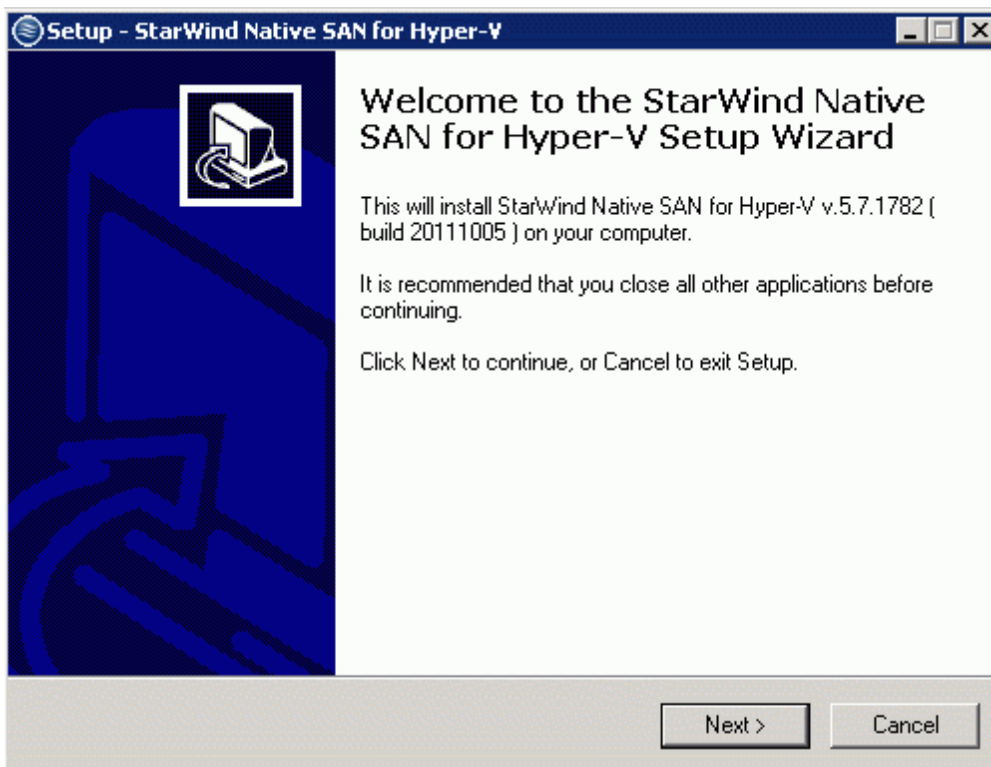 Setup - StarWind Native SAN for Hyper-V
Welcome to the StarWind Native
SAN for Hyper-V Setup Wizard
This will install StarWind Native SAN for Hyper-V v.5.7.1782 (
build 20111005 ) on your computer.
It is recommended that you close all other applications before
continuing.
Click Next to continue, or Cancel to exit Setup.
Next >
Cancel